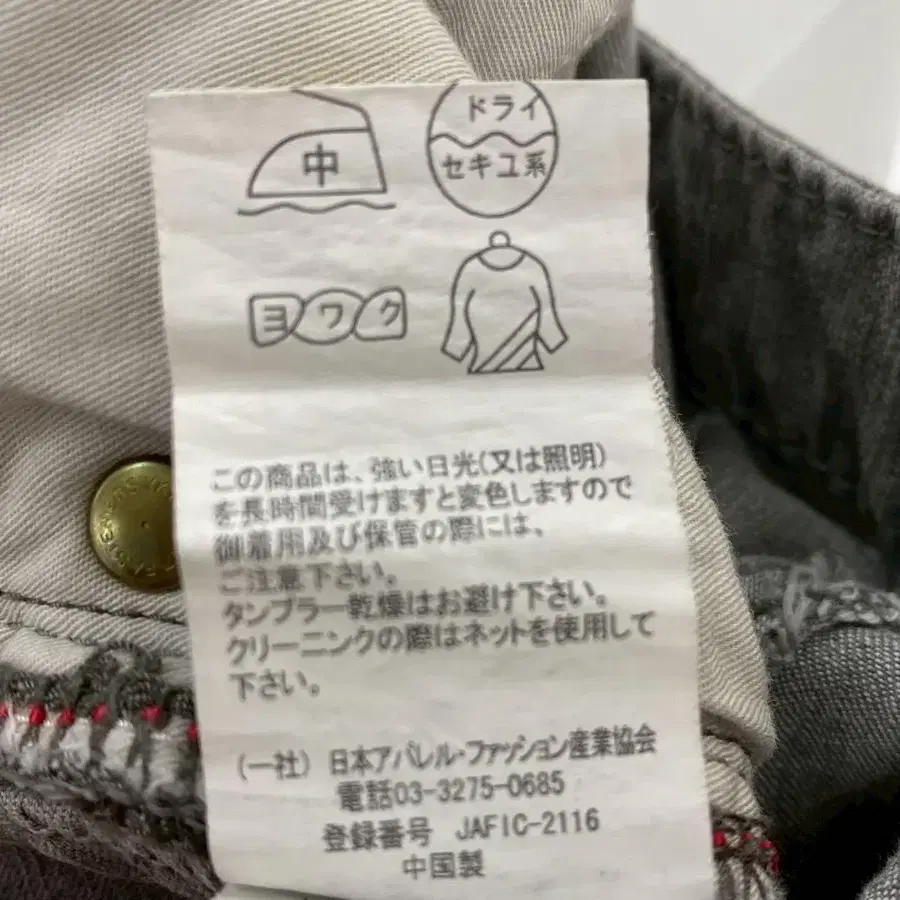 中
ドライ
セキユ系
ヨワク
この商品は、強い日光(又は照明)
を長時間受けますと変色しますので
御着用及び保管の際には、
ご注意下さい。
タンブラー乾燥はお避け下さい。
クリーニンクの際はネットを使用して
下さい。
(一社) 日本アパレル・ファッション産業協会
電話03-3275-0685
登録番号 JAFIC-2116
中国製